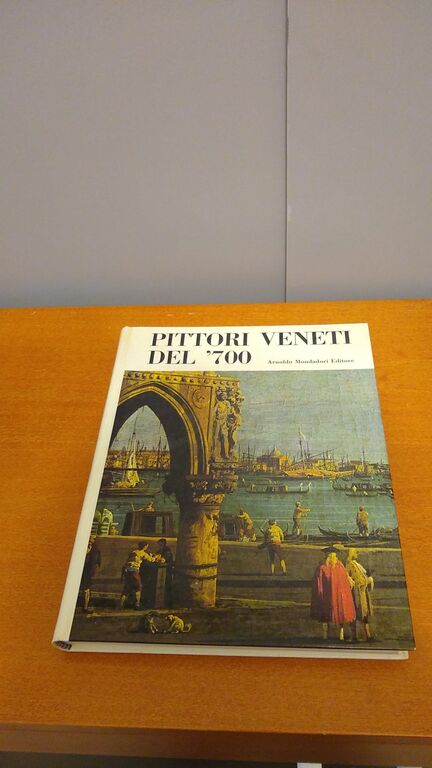 PITTORI VENETI
DEL '700 Arnoldo Mondadori Editore